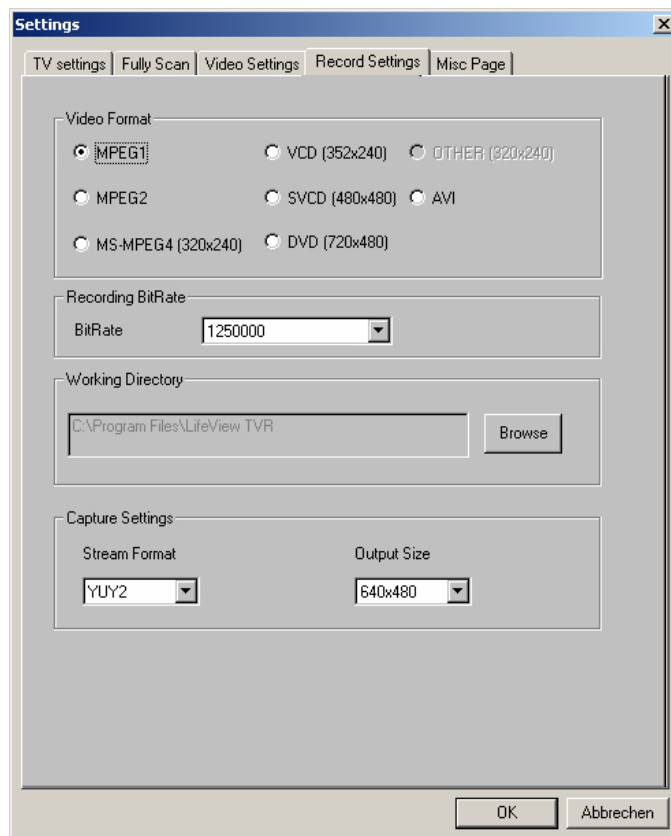 Settings
TV settings Fully Scan Video Settings Record Settings Misc Page
Video Format
MPEG1 VCD (352x240) OTHER (320x240)
MPEG2 SVCD (480x480) AVI
MS-MPEG4 (320x240) DVD (720x480)
Recording BitRate
BitRate 1250000
Working Directory
C:\Program Files\LifeView TVR Browse
Capture Settings
Stream Format Output Size
YUY2 640x480
OK Abbrechen